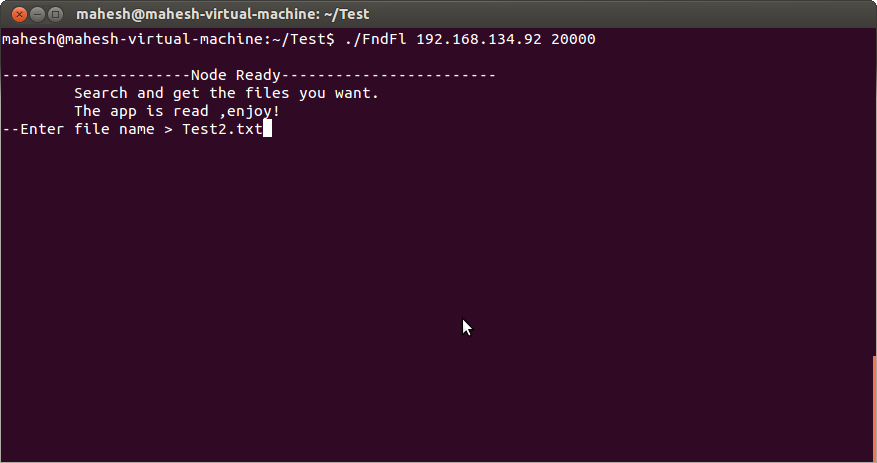 mahesh@mahesh-virtual-machine: ~/Test
mahesh@mahesh-virtual-machine:~/Test$ ./FndFl 192.168.134.92 20000
---------------------Node Ready------------------------
Search and get the files you want.
The app is read ,enjoy!
--Enter file name > Test2.txt